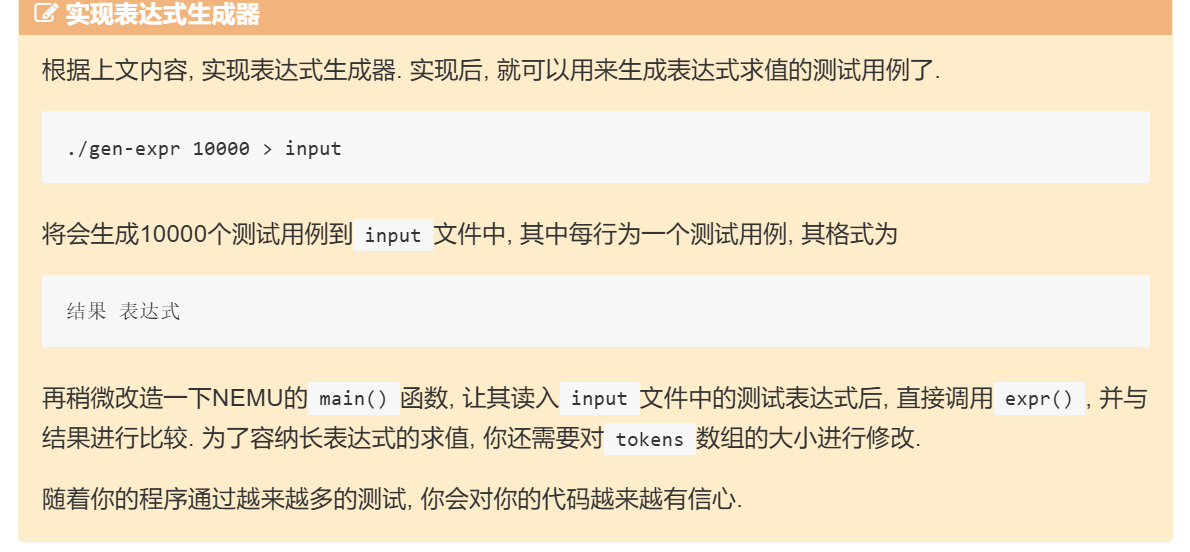 实现表达式生成器
根据上文内容, 实现表达式生成器. 实现后, 就可以用来生成表达式求值的测试用例了.
./gen-expr 10000 > input
将会生成10000个测试用例到 input 文件中, 其中每行为一个测试用例, 其格式为
结果 表达式
再稍微改造一下NEMU的 main() 函数, 让其读入 input 文件中的测试表达式后, 直接调用 expr() , 并与
结果进行比较. 为了容纳长表达式的求值, 你还需要对 tokens 数组的大小进行修改.
随着你的程序通过越来越多的测试, 你会对你的代码越来越有信心.